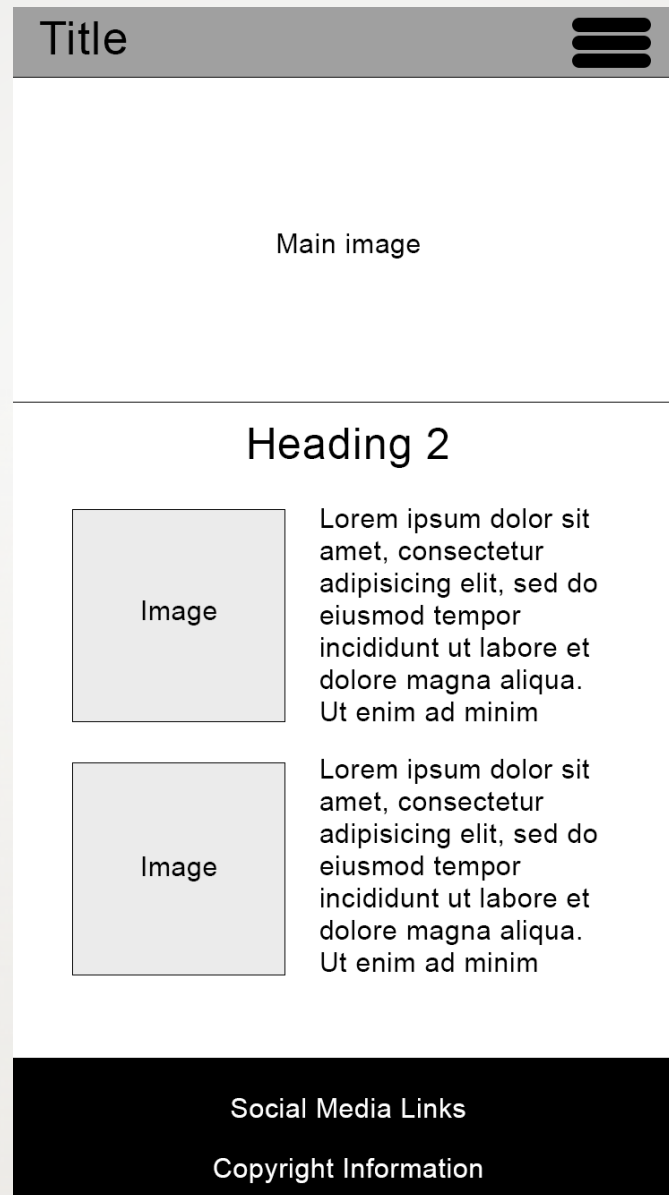 Title
Main image
Heading 2
Image
Lorem ipsum dolor sit
amet, consectetur
adipisicing elit, sed do
eiusmod tempor
incididunt ut labore et
dolore magna aliqua.
Ut enim ad minim
Image
Lorem ipsum dolor sit
amet, consectetur
adipisicing elit, sed do
eiusmod tempor
incididunt ut labore et
dolore magna aliqua.
Ut enim ad minim
Social Media Links
Copyright Information